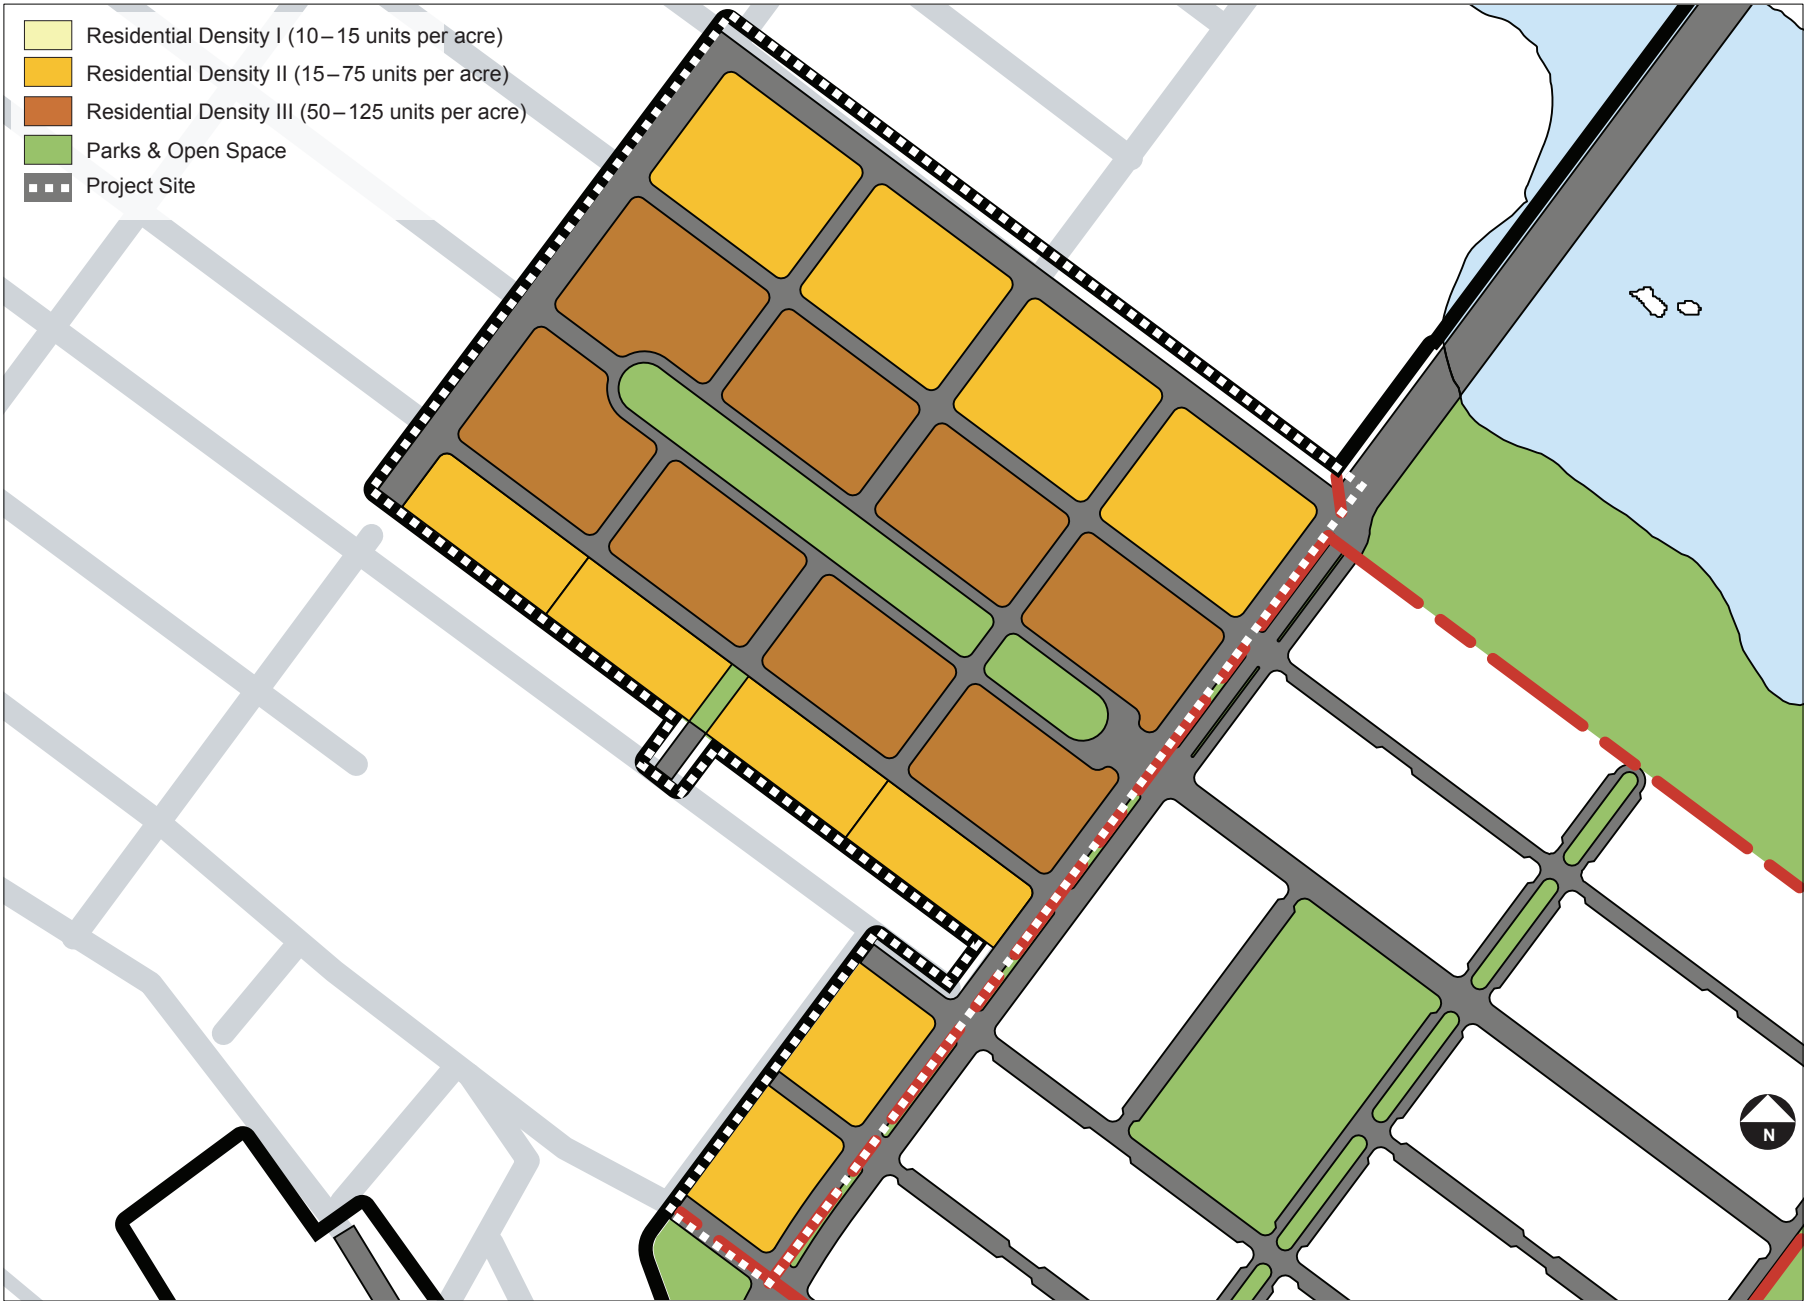 Residential Density I (10–15 units per acre)
Residential Density II (15–75 units per acre)
Residential Density III (50–125 units per acre)
Parks & Open Space
Project Site
N